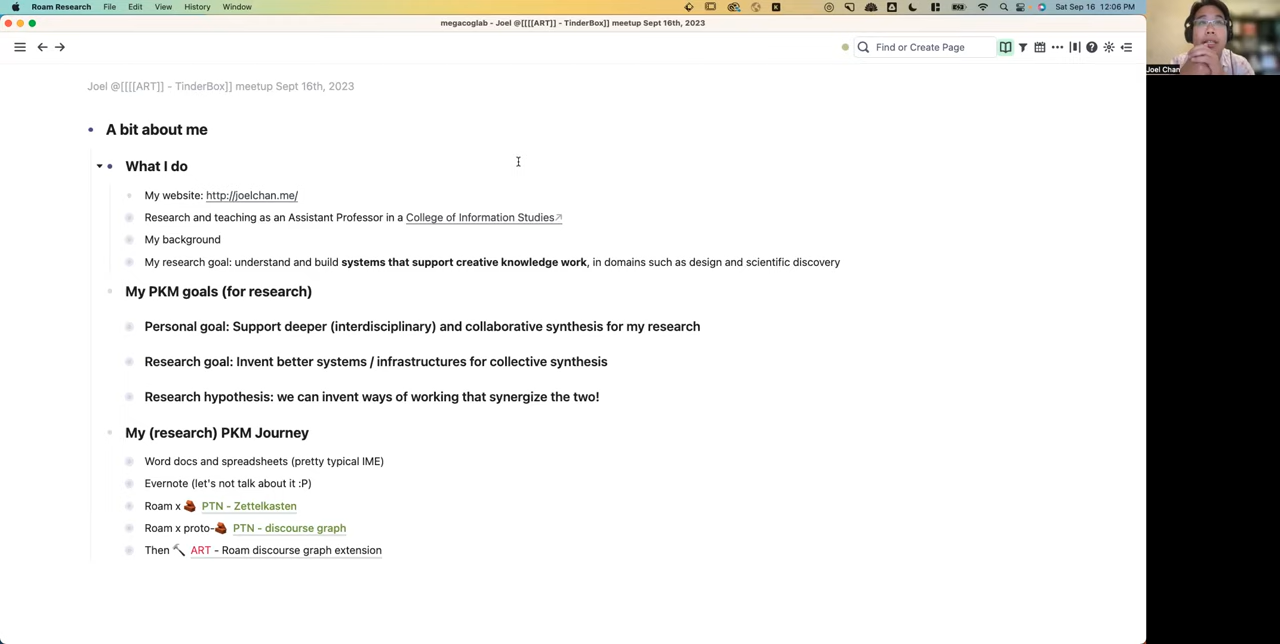 Roam Research File Edit View History Window Sat Sep 16 12:06 PM
megacoglab - Joel @[[[[ART]] - TinderBox]] meetup Sept 16th, 2023
Find or Create Page
Joel @[[[[ART]] - TinderBox]] meetup Sept 16th, 2023
A bit about me
What I do
My website: http://joelchan.me/
Research and teaching as an Assistant Professor in a College of Information Studies↗
My background
My research goal: understand and build systems that support creative knowledge work, in domains such as design and scientific discovery
My PKM goals (for research)
Personal goal: Support deeper (interdisciplinary) and collaborative synthesis for my research
Research goal: Invent better systems / infrastructures for collective synthesis
Research hypothesis: we can invent ways of working that synergize the two!
My (research) PKM Journey
Word docs and spreadsheets (pretty typical IME)
Evernote (let's not talk about it :P)
Roam x PTN - Zettelkasten
Roam x proto- PTN - discourse graph
Then ART - Roam discourse graph extension
Joel Chan